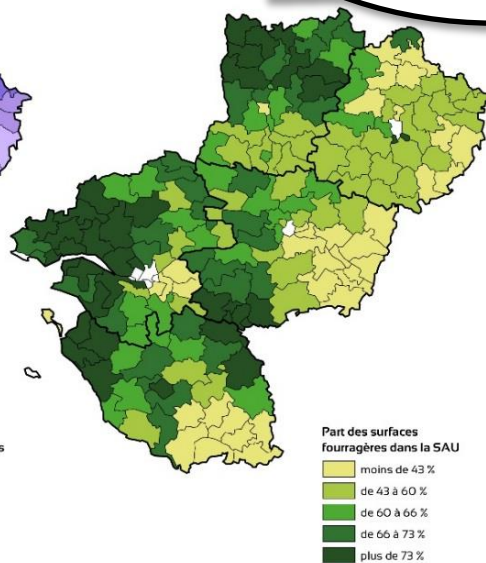 s
Part des surfaces
fourragères dans la SAU
moins de 43 %
de 43 à 60 %
de 60 à 66 %
de 66 à 73 %
plus de 73 %